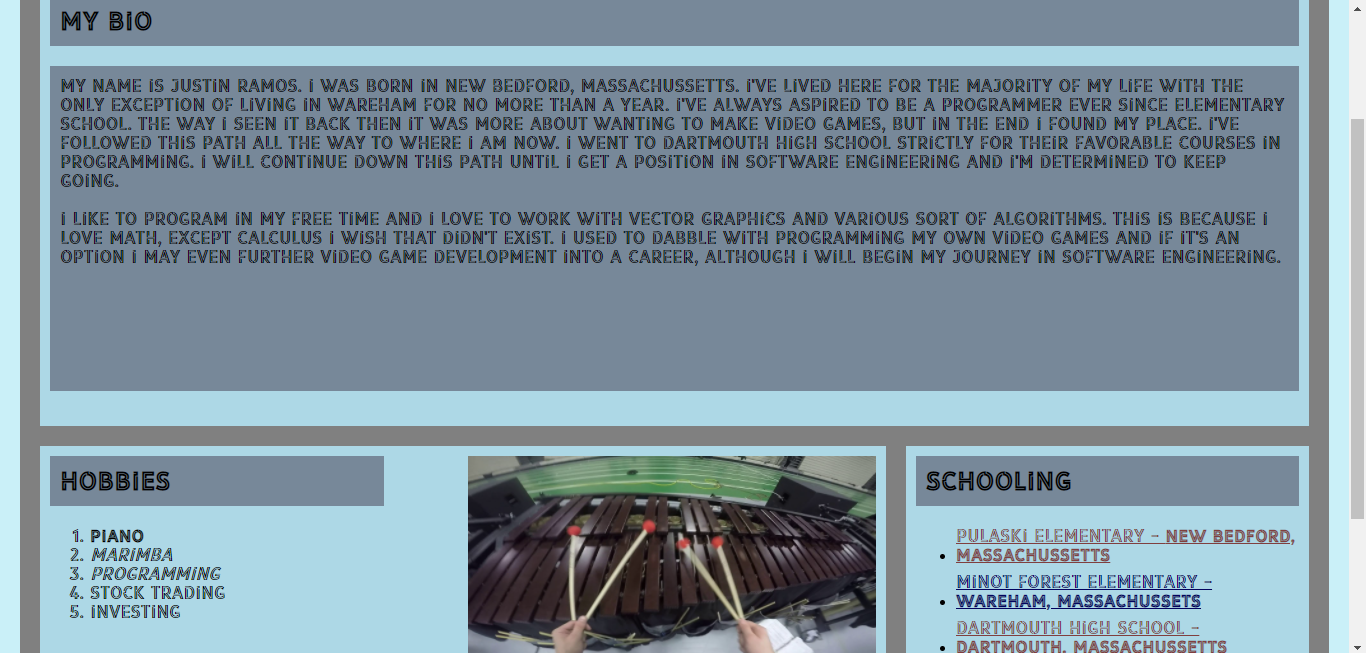 MY BiO
MY NAME iS JUSTiN RAMOS. i WAS BORN iN NEW BEDFORD, MASSACHUSSETTS. i'VE LiVED HERE FOR THE MAJORiTY OF MY LiFE WiTH THE
ONLY EXCEPTiON OF LiViNG iN WAREHAM FOR NO MORE THAN A YEAR. i'VE ALWAYS ASPiRED TO BE A PROGRAMMER EVER SiNCE ELEMENTARY
SCHOOL. THE WAY i SEEN iT BACK THEN iT WAS MORE ABOUT WANTiNG TO MAKE ViDEO GAMES, BUT iN THE END i FOUND MY PLACE. i'VE
FOLLOWED THiS PATH ALL THE WAY TO WHERE i AM NOW. i WENT TO DARTMOUTH HiGH SCHOOL STRiCTLY FOR THEiR FAVORABLE COURSES iN
PROGRAMMiNG. i WiLL CONTiNUE DOWN THiS PATH UNTiL i GET A POSiTiON iN SOFTWARE ENGiNEERiNG AND i'M DETERMiNED TO KEEP
GOiNG.
i LiKE TO PROGRAM iN MY FREE TiME AND i LOVE TO WORK WiTH VECTOR GRAPHiCS AND VARiOUS SORT OF ALGORiTHMS. THiS iS BECAUSE i
LOVE MATH, EXCEPT CALCULUS i WiSH THAT DiDN'T EXiST. i USED TO DABBLE WiTH PROGRAMMiNG MY OWN ViDEO GAMES AND iF iT'S AN
OPTiON i MAY EVEN FURTHER ViDEO GAME DEVELOPMENT iNTO A CAREER, ALTHOUGH i WiLL BEGiN MY JOURNEY iN SOFTWARE ENGiNEERiNG.
HOBBiES
1. PiANO
2. MARiMBA
3. PROGRAMMiNG
4. STOCK TRADiNG
5. iNVESTiNG
SCHOOLiNG
PULASKi ELEMENTARY - NEW BEDFORD,
MASSACHUSSETTS
MiNOT FOREST ELEMENTARY -
WAREHAM, MASSACHUSSETS
DARTMOUTH HiGH SCHOOL -
DARTMOUTH, MASSACHUSSETTS